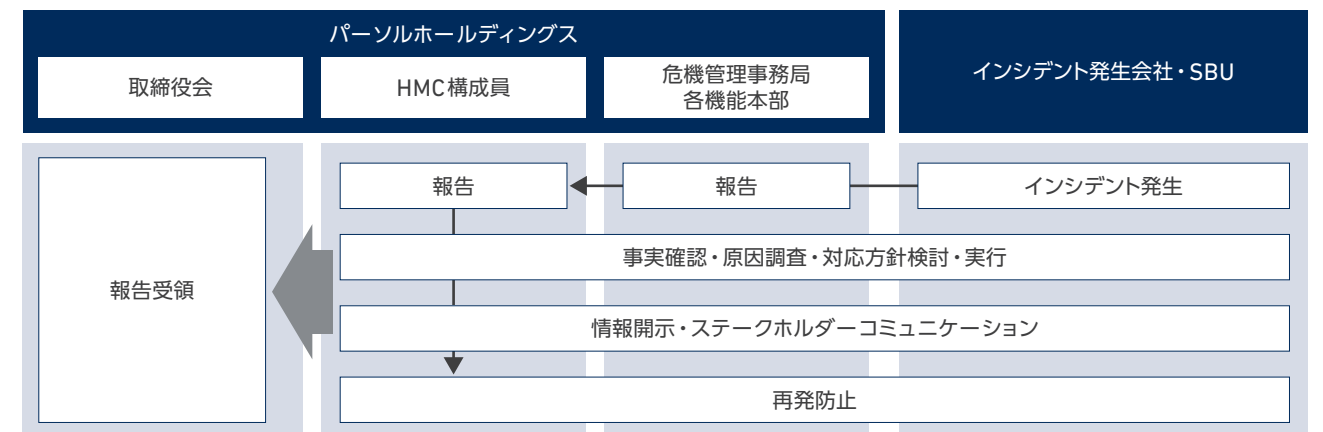 パーソルホールディングス
取締役会
HMC構成員
危機管理事務局
各機能本部
インシデント発生会社・SBU
報告
報告
インシデント発生
事実確認・原因調査・対応方針検討・実行
報告受領
情報開示・ステークホルダーコミュニケーション
再発防止